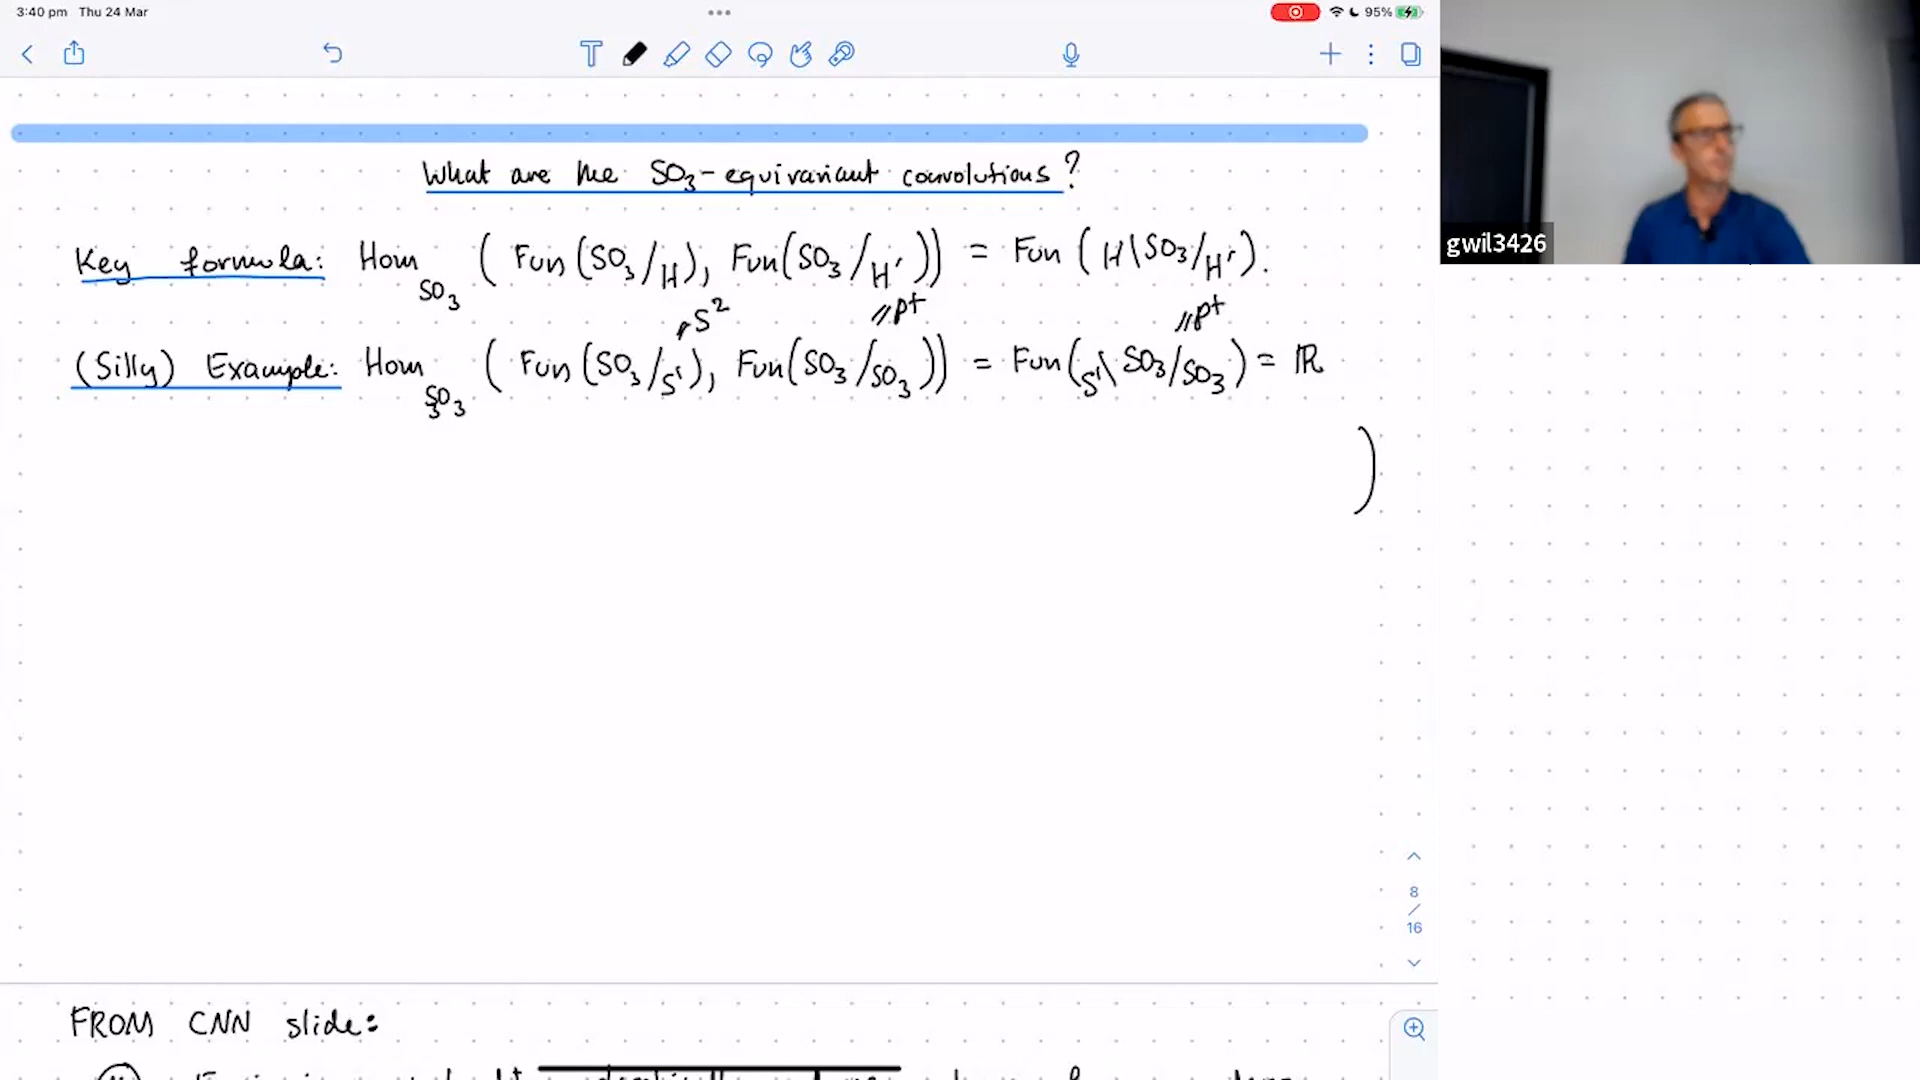 3:40 pm Thu 24 Mar
95%
gwil3426
What are the SO₃-equivariant convolutions?
Key formula: Hom_SO₃ (Fun(SO₃/H), Fun(SO₃/H')) = Fun(H\SO₃/H').
S² = pt = pt
(Silly) Example: Hom_SO₃ (Fun(SO₃/S¹), Fun(SO₃/SO₃)) = Fun(S¹\SO₃/SO₃) = ℝ
)
8
/
16
FROM CNN slide: